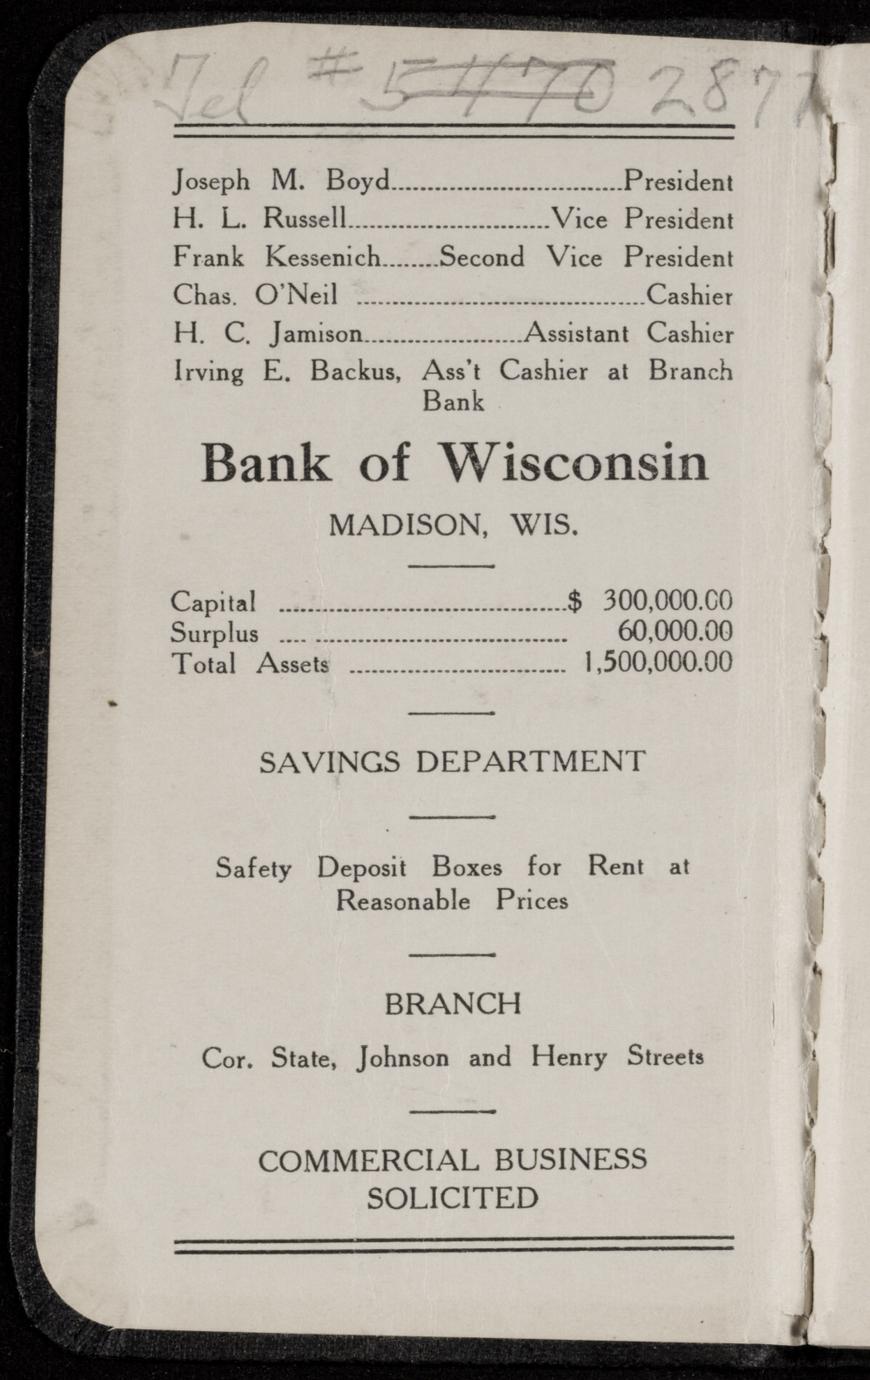 Tel # 5470 287
Joseph M. Boyd................................President
H. L. Russell............................Vice President
Frank Kessenich........Second Vice President
Chas. O'Neil ........................................Cashier
H. C. Jamison......................Assistant Cashier
Irving E. Backus, Ass't Cashier at Branch
Bank
Bank of Wisconsin
MADISON, WIS.
Capital ........................................$ 300,000.00
Surplus .... ................................... 60,000.00
Total Assets .............................. 1,500,000.00
SAVINGS DEPARTMENT
Safety Deposit Boxes for Rent at
Reasonable Prices
BRANCH
Cor. State, Johnson and Henry Streets
COMMERCIAL BUSINESS
SOLICITED